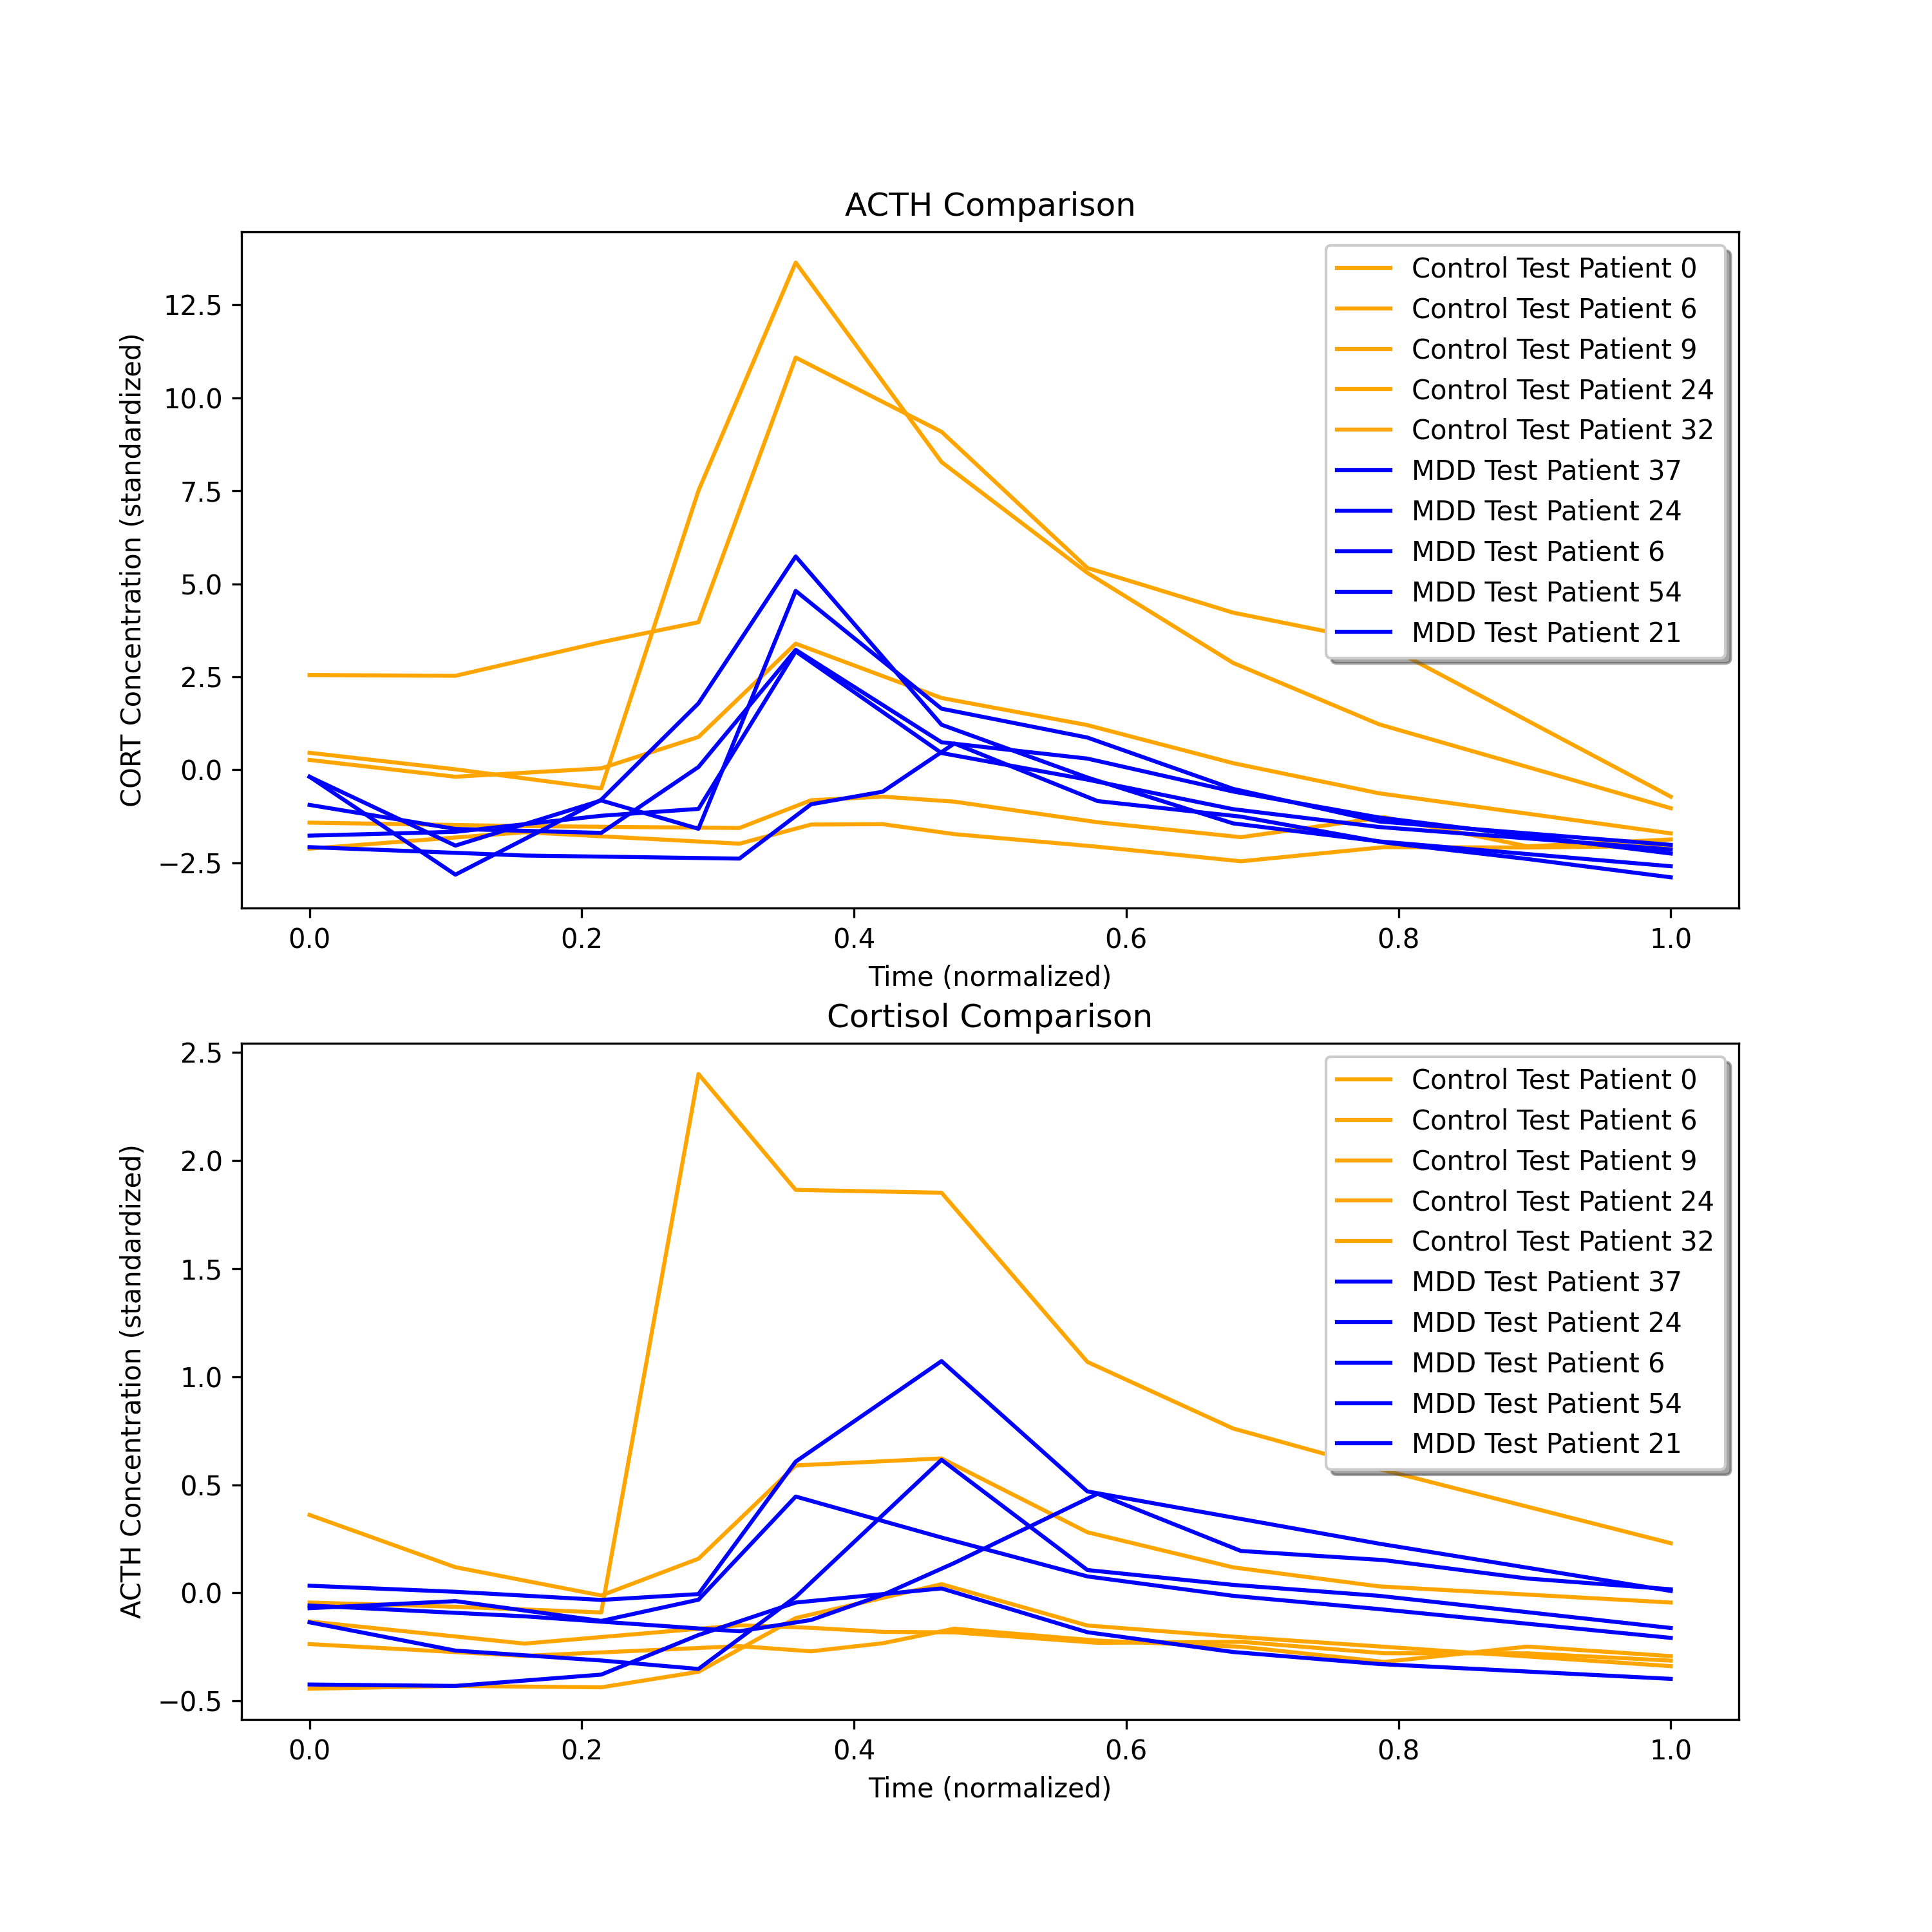 ACTH Comparison
CORT Concentration (standardized)
12.5
10.0
7.5
5.0
2.5
0.0
−2.5
Control Test Patient 0
Control Test Patient 6
Control Test Patient 9
Control Test Patient 24
Control Test Patient 32
MDD Test Patient 37
MDD Test Patient 24
MDD Test Patient 6
MDD Test Patient 54
MDD Test Patient 21
0.0 0.2 0.4 0.6 0.8 1.0
Time (normalized)
Cortisol Comparison
ACTH Concentration (standardized)
2.5
2.0
1.5
1.0
0.5
0.0
−0.5
Control Test Patient 0
Control Test Patient 6
Control Test Patient 9
Control Test Patient 24
Control Test Patient 32
MDD Test Patient 37
MDD Test Patient 24
MDD Test Patient 6
MDD Test Patient 54
MDD Test Patient 21
0.0 0.2 0.4 0.6 0.8 1.0
Time (normalized)